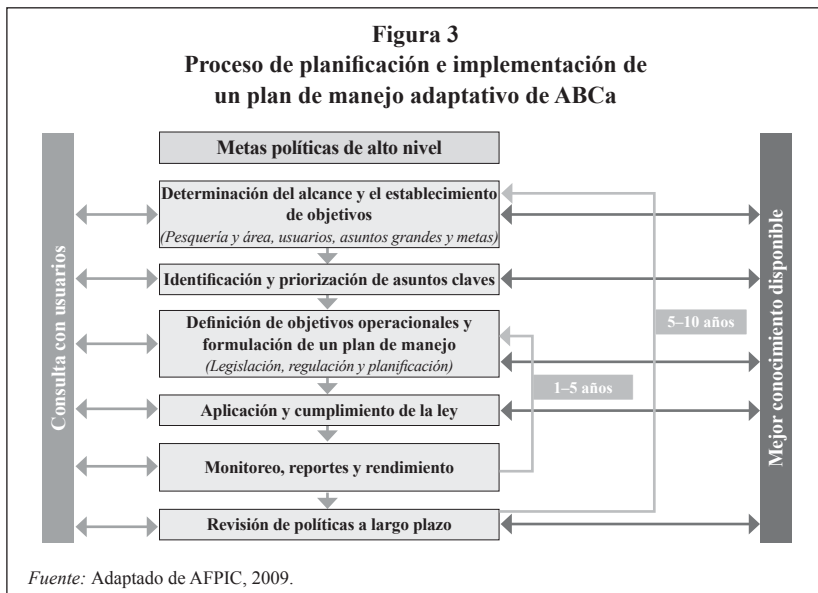 Figura 3
Proceso de planificación e implementación de
un plan de manejo adaptativo de ABCa
Consulta con usuarios
Metas políticas de alto nivel
Determinación del alcance y el establecimiento
de objetivos
(Pesquería y área, usuarios, asuntos grandes y metas)
Identificación y priorización de asuntos claves
Definición de objetivos operacionales y
formulación de un plan de manejo
(Legislación, regulación y planificación)
Aplicación y cumplimiento de la ley
Monitoreo, reportes y rendimiento
Revisión de políticas a largo plazo
1–5 años
5–10 años
Mejor conocimiento disponible
Fuente: Adaptado de AFPIC, 2009.